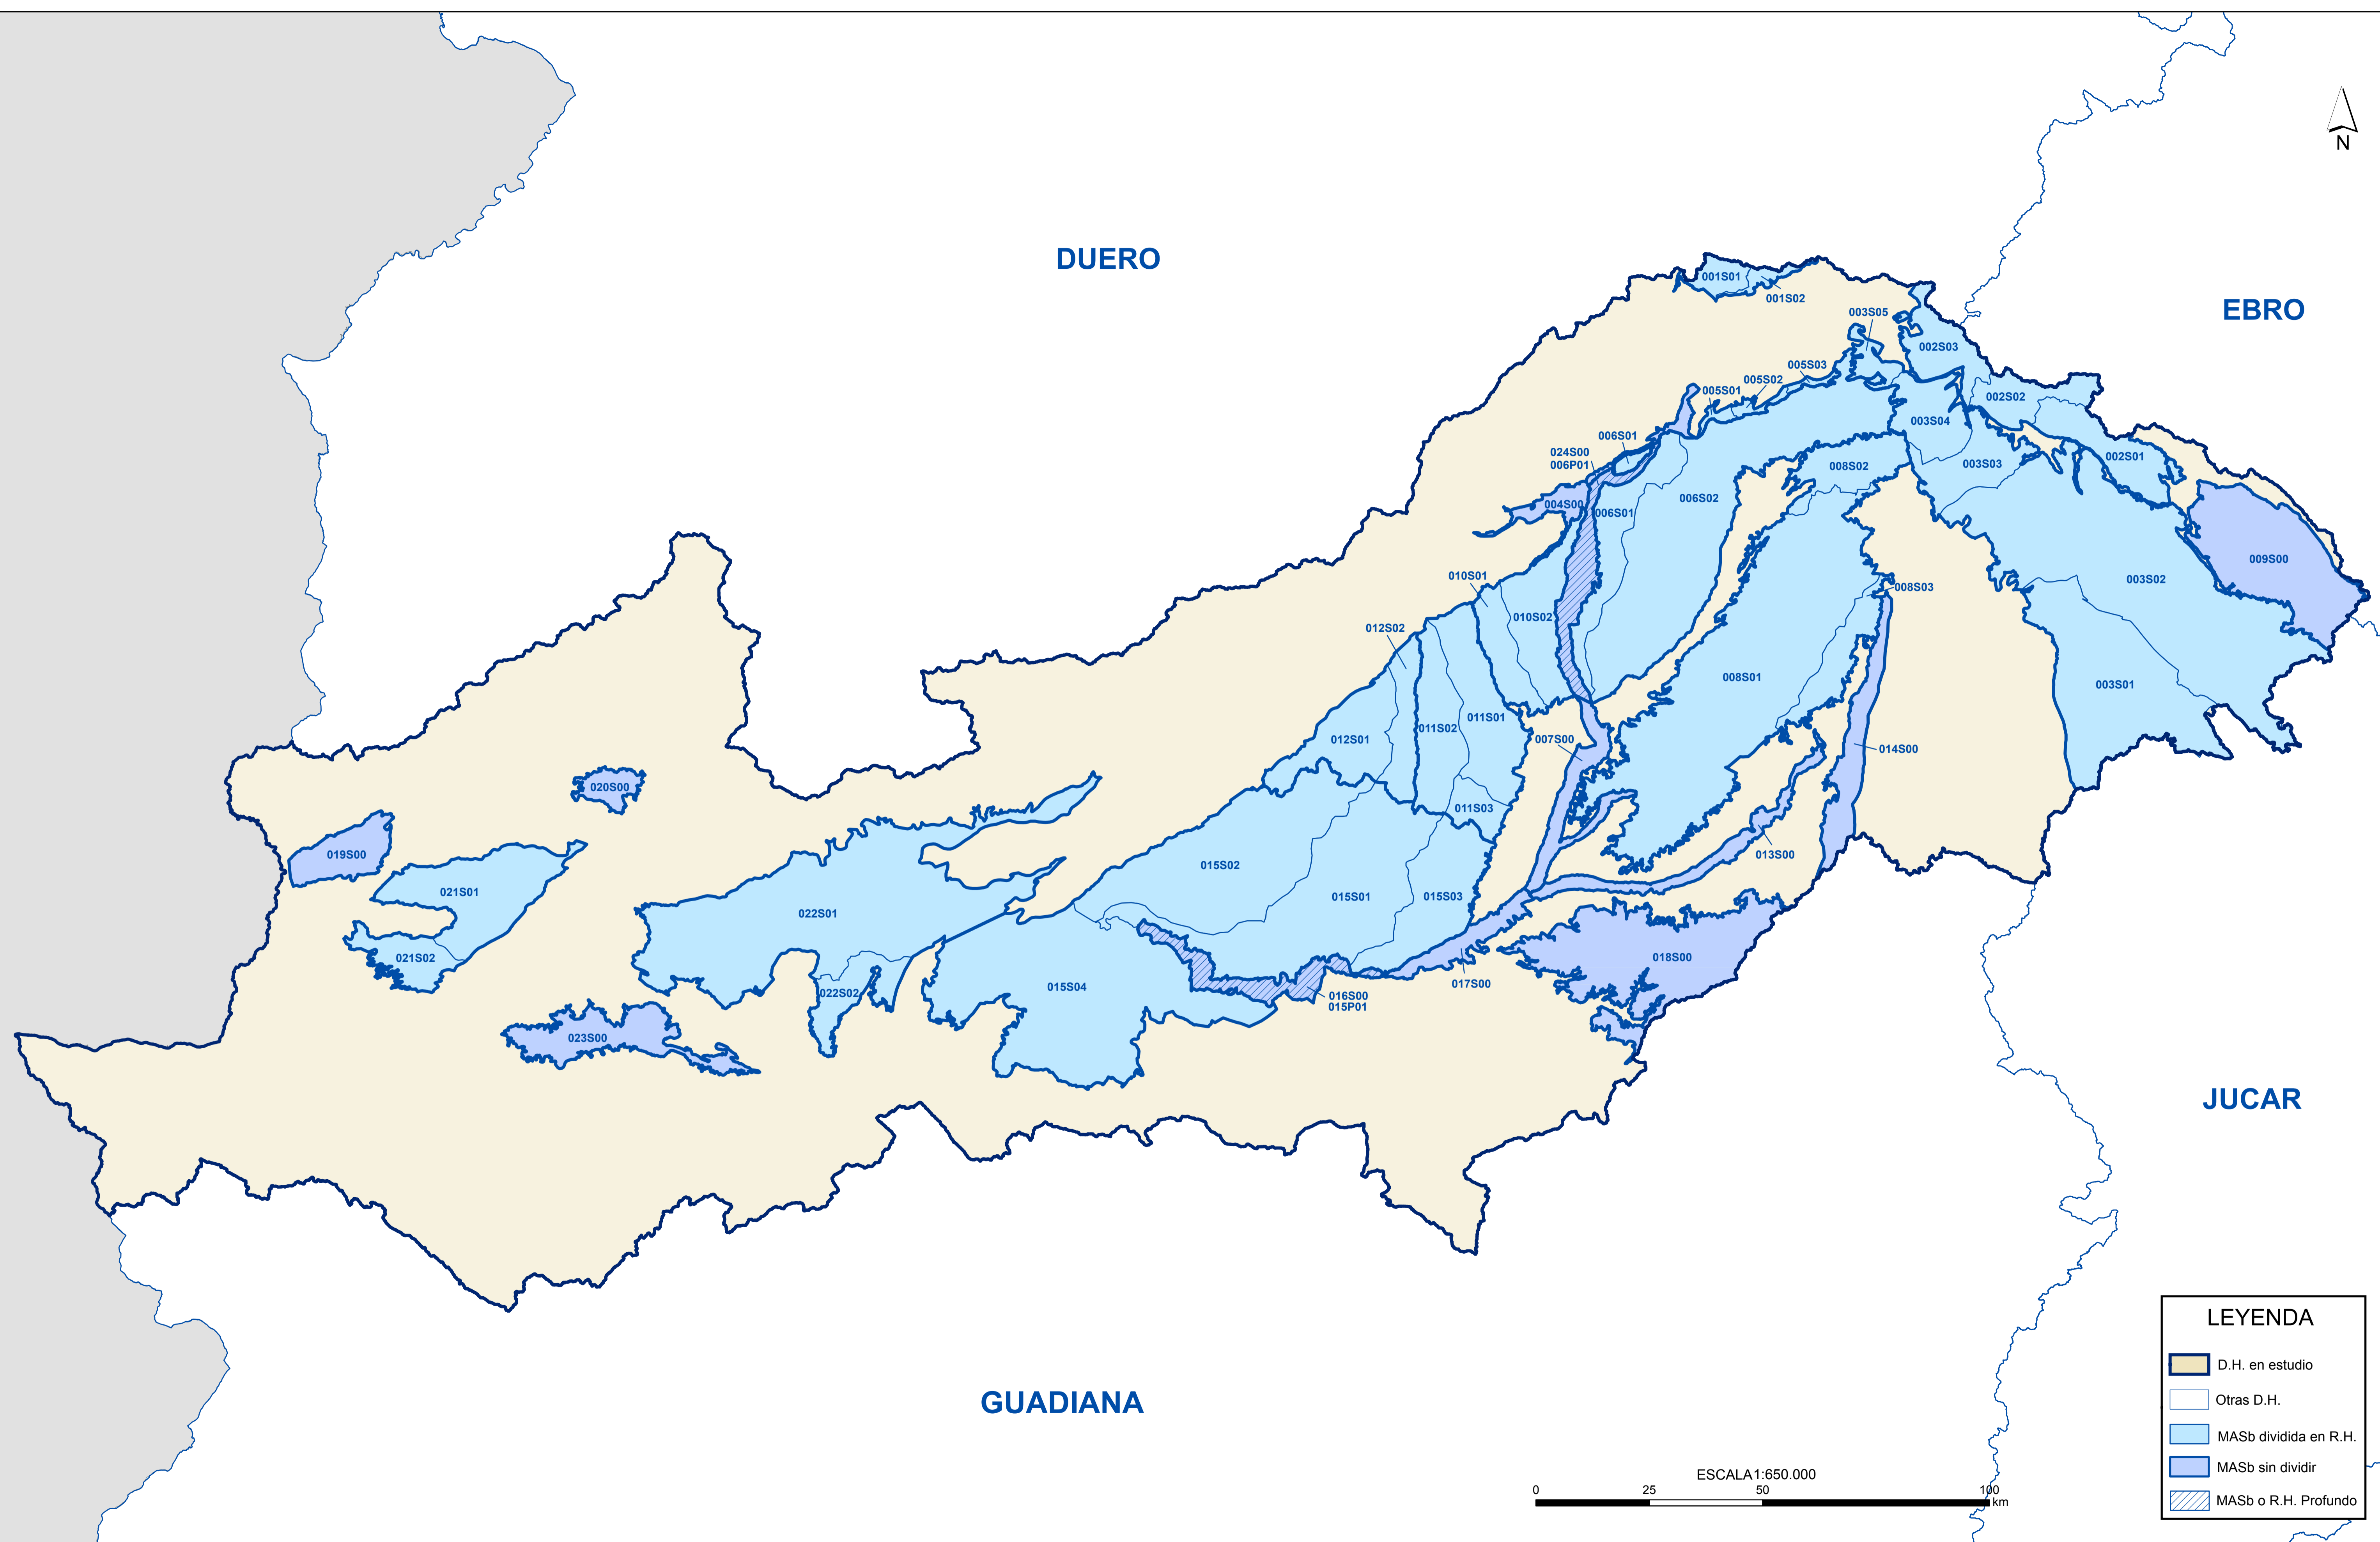 DUERO
EBRO
N
001S01
001S02
003S05
002S03
005S03
005S02
005S01
002S02
003S04
006S01
024S00
006P01
002S01
003S03
008S02
006S02
004S00
006S01
009S00
003S02
010S01
008S03
010S02
012S02
008S01
003S01
011S01
011S02
012S01
007S00
014S00
020S00
011S03
019S00
013S00
015S02
021S01
015S01
015S03
022S01
021S02
018S00
015S04
017S00
022S02
016S00
015P01
023S00
JUCAR
GUADIANA
LEYENDA
D.H. en estudio
Otras D.H.
MASb dividida en R.H.
MASb sin dividir
MASb o R.H. Profundo
ESCALA1:650.000
0 25 50 100
km